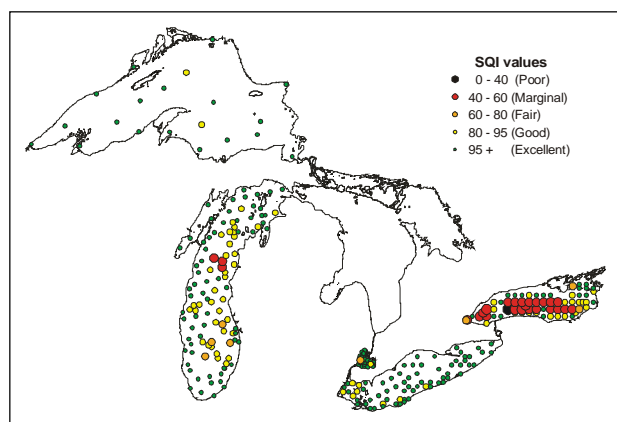 SQI values
0 - 40 (Poor)
40 - 60 (Marginal)
60 - 80 (Fair)
80 - 95 (Good)
95 + (Excellent)